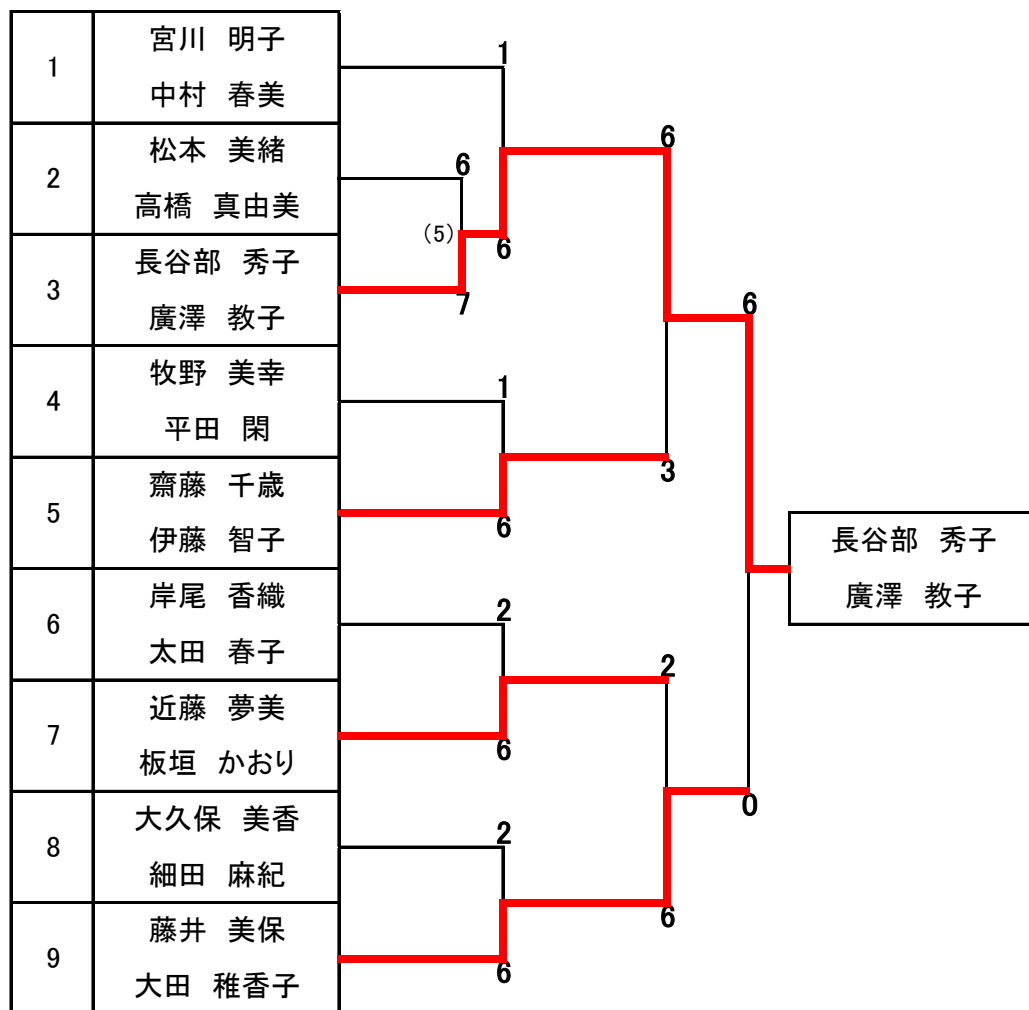 1
宮川 明子
中村 春美
2
松本 美緒
高橋 真由美
3
長谷部 秀子
廣澤 教子
4
牧野 美幸
平田 閑
5
齋藤 千歳
伊藤 智子
6
岸尾 香織
太田 春子
7
近藤 夢美
板垣 かおり
8
大久保 美香
細田 麻紀
9
藤井 美保
大田 稚香子
1
6
(5)
6
7
1
6
2
6
2
6
6
3
2
6
6
0
長谷部 秀子
廣澤 教子